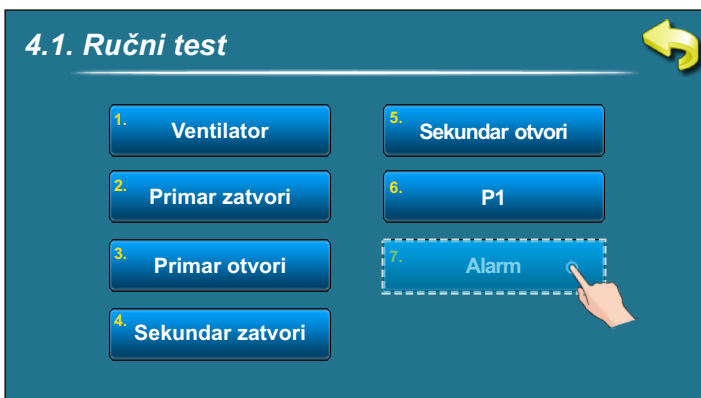 4.1. Ručni test
1. Ventilator
2. Primar zatvori
3. Primar otvori
4. Sekundar zatvori
5. Sekundar otvori
6. P1
7. Alarm